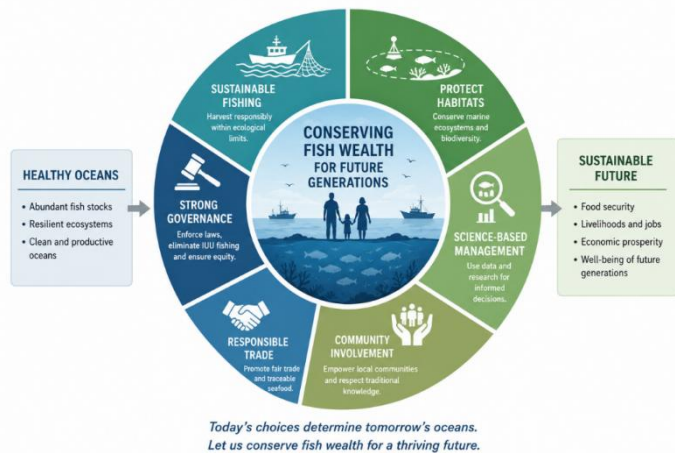 HEALTHY OCEANS
• Abundant fish stocks
• Resilient ecosystems
• Clean and productive
oceans
SUSTAINABLE
FISHING
Harvest responsibly
within ecological
limits.
PROTECT
HABITATS
Conserve marine
ecosystems and
biodiversity.
STRONG
GOVERNANCE
Enforce laws,
eliminate IUU fishing
and ensure equity.
CONSERVING
FISH WEALTH
FOR FUTURE
GENERATIONS
SCIENCE-BASED
MANAGEMENT
Use data and
research for
informed
decisions.
RESPONSIBLE
TRADE
Promote fair trade
and traceable
seafood.
COMMUNITY
INVOLVEMENT
Empower local communities
and respect traditional
knowledge.
SUSTAINABLE
FUTURE
• Food security
• Livelihoods and jobs
• Economic prosperity
• Well-being of future
generations
Today's choices determine tomorrow's oceans.
Let us conserve fish wealth for a thriving future.